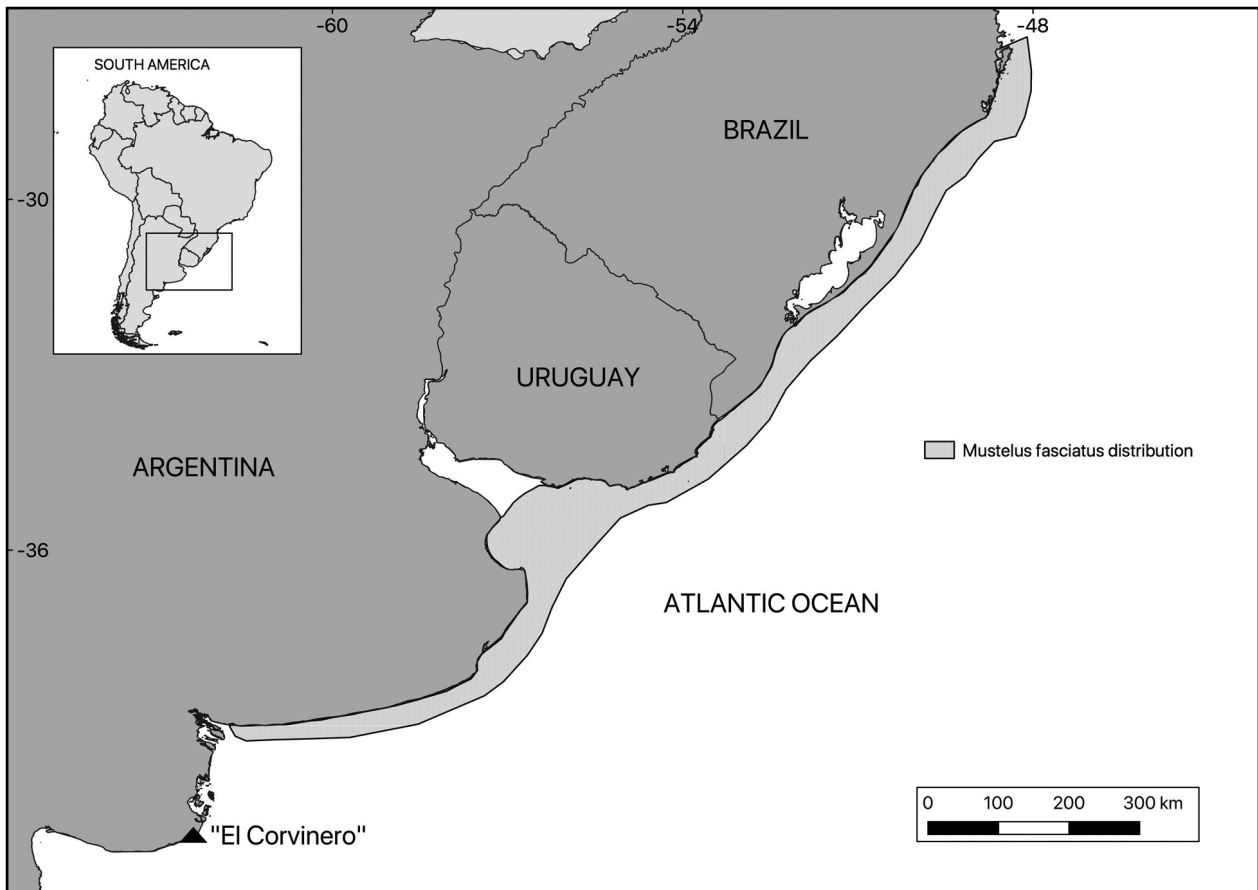 -60
-54
-48
SOUTH AMERICA
BRAZIL
-30
URUGUAY
Mustelus fasciatus distribution
ARGENTINA
-36
ATLANTIC OCEAN
0 100 200 300 km
"El Corvinero"